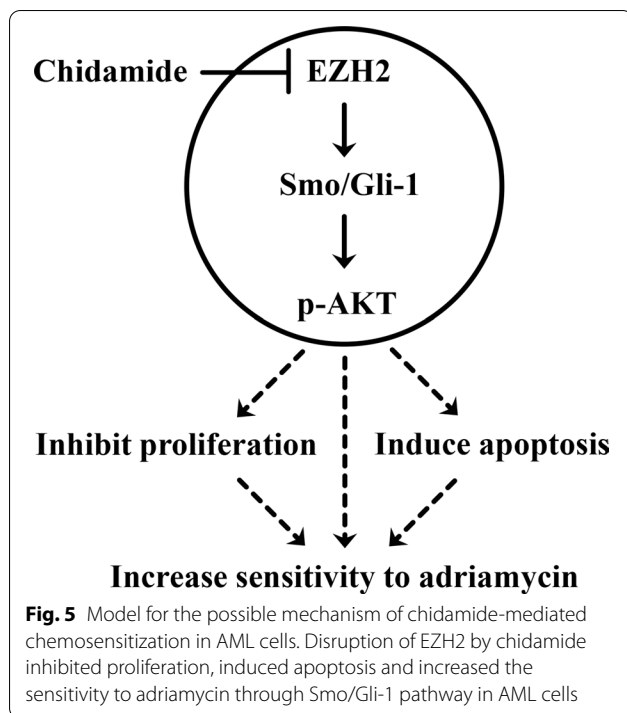 Chidamide EZH2
Smo/Gli-1
p-AKT
Inhibit proliferation Induce apoptosis
Increase sensitivity to adriamycin
Fig. 5 Model for the possible mechanism of chidamide-mediated
chemosensitization in AML cells. Disruption of EZH2 by chidamide
inhibited proliferation, induced apoptosis and increased the
sensitivity to adriamycin through Smo/Gli-1 pathway in AML cells